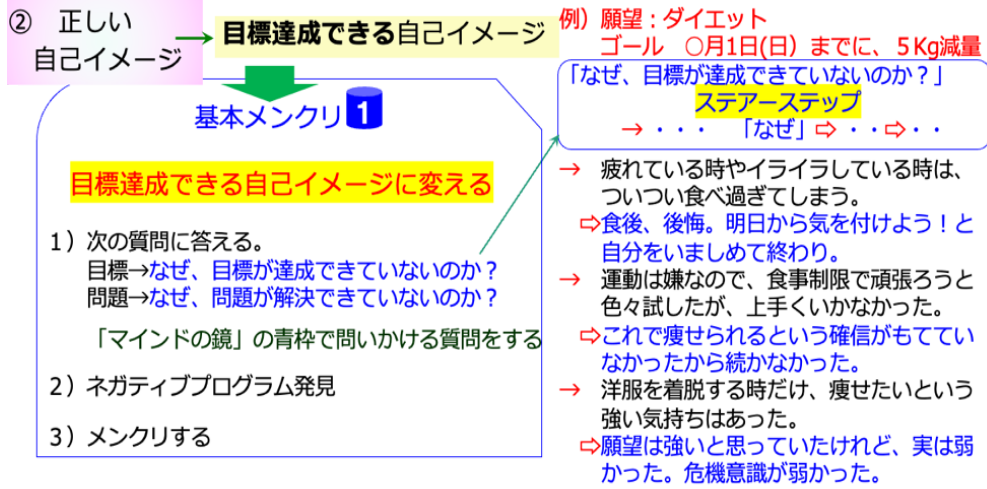 ② 正しい
自己イメージ
目標達成できる自己イメージ
基本メンクリ 1
目標達成できる自己イメージに変える
1）次の質問に答える。
目標→なぜ、目標が達成できていないのか？
問題→なぜ、問題が解決できていないのか？
「マインドの鏡」の青枠で問いかける質問をする
2）ネガティブプログラム発見
3）メンクリする
例）願望：ダイエット
ゴール　○月1日(日）までに、５Kg減量
「なぜ、目標が達成できていないのか？」
ステアーステップ
→ ・・・　「なぜ」⇨ ・・⇨・・
→ 疲れている時やイライラしている時は、
ついつい食べ過ぎてしまう。
⇨食後、後悔。明日から気を付けよう！と
自分をいましめて終わり。
→ 運動は嫌なので、食事制限で頑張ろうと
色々試したが、上手くいかなかった。
⇨これで痩せられるという確信がもててい
なかったから続かなかった。
→ 洋服を着脱する時だけ、痩せたいという
強い気持ちはあった。
⇨願望は強いと思っていたけれど、実は弱
かった。危機意識が弱かった。